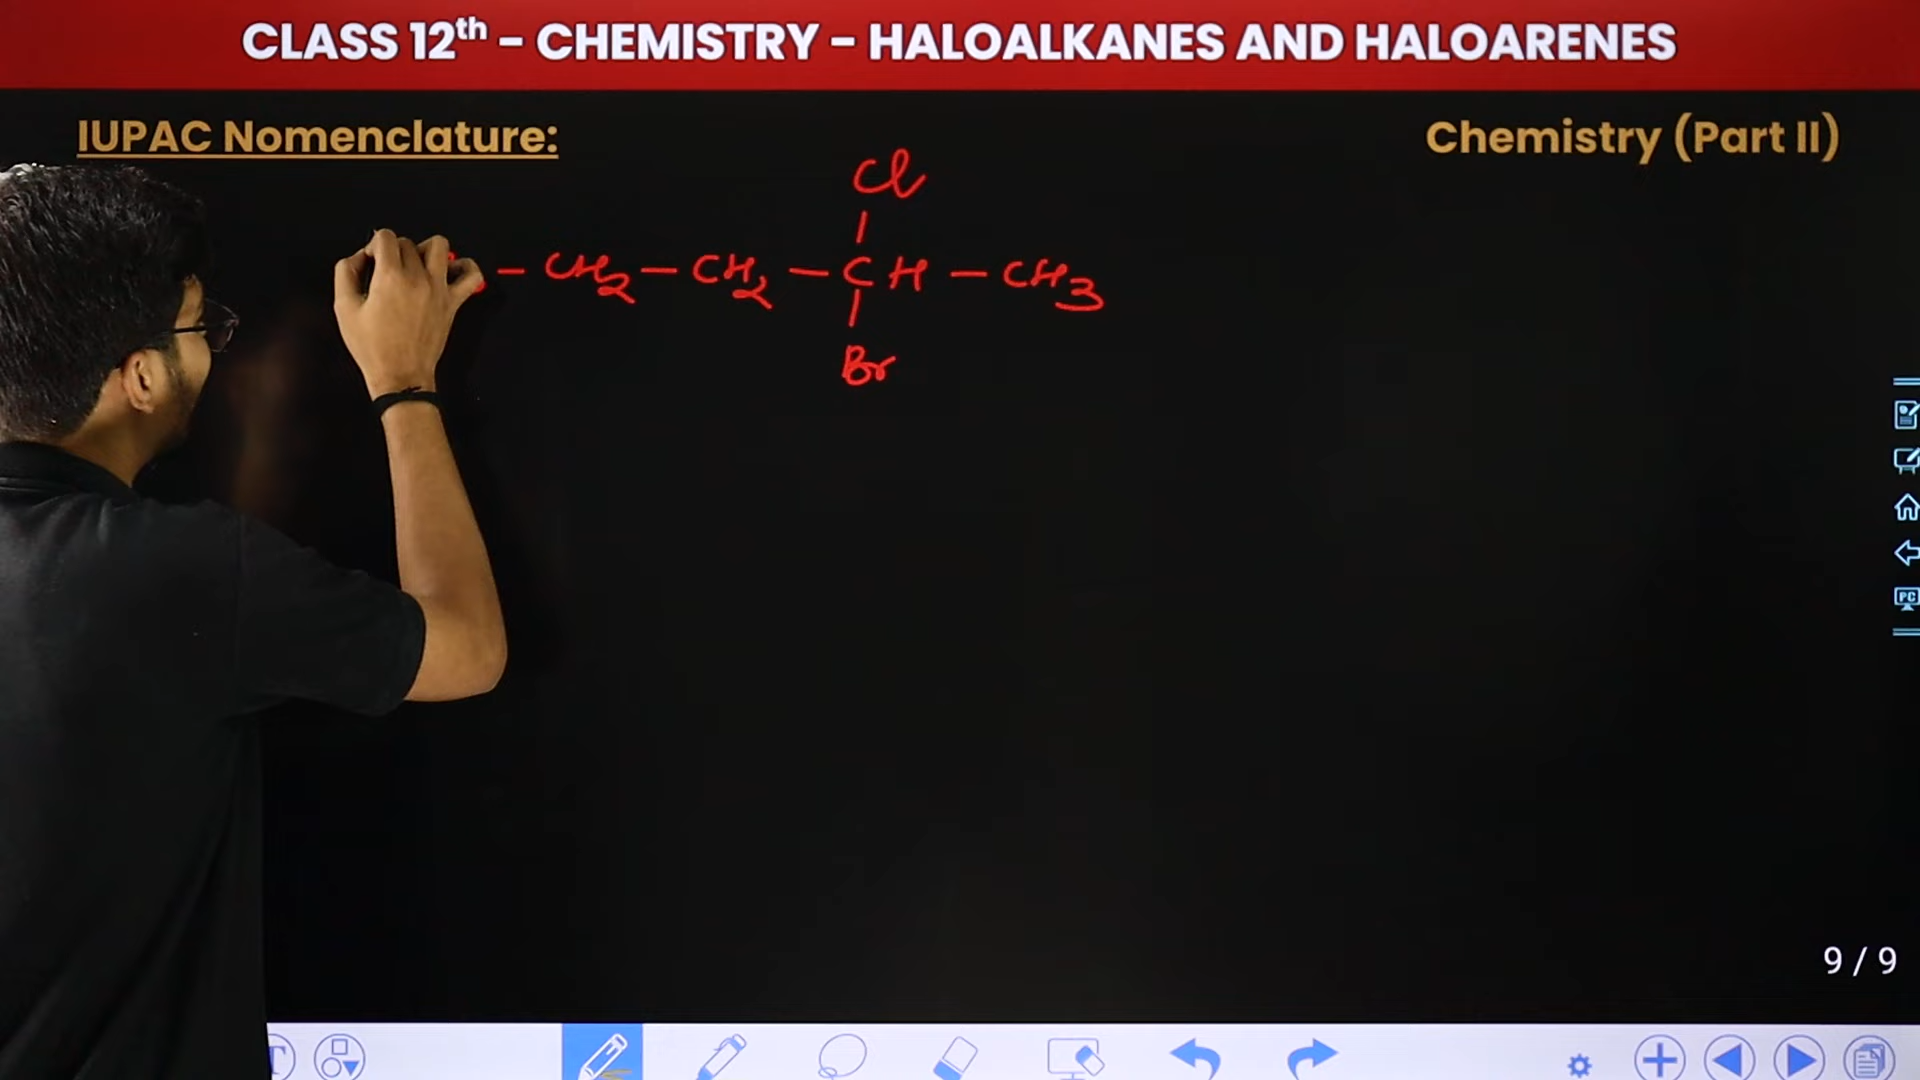 CLASS 12th - CHEMISTRY - HALOALKANES AND HALOARENES
IUPAC Nomenclature:
Chemistry (Part II)
Cl
- CH2 - CH2 - CH - CH3
Br
PC
9 / 9
T